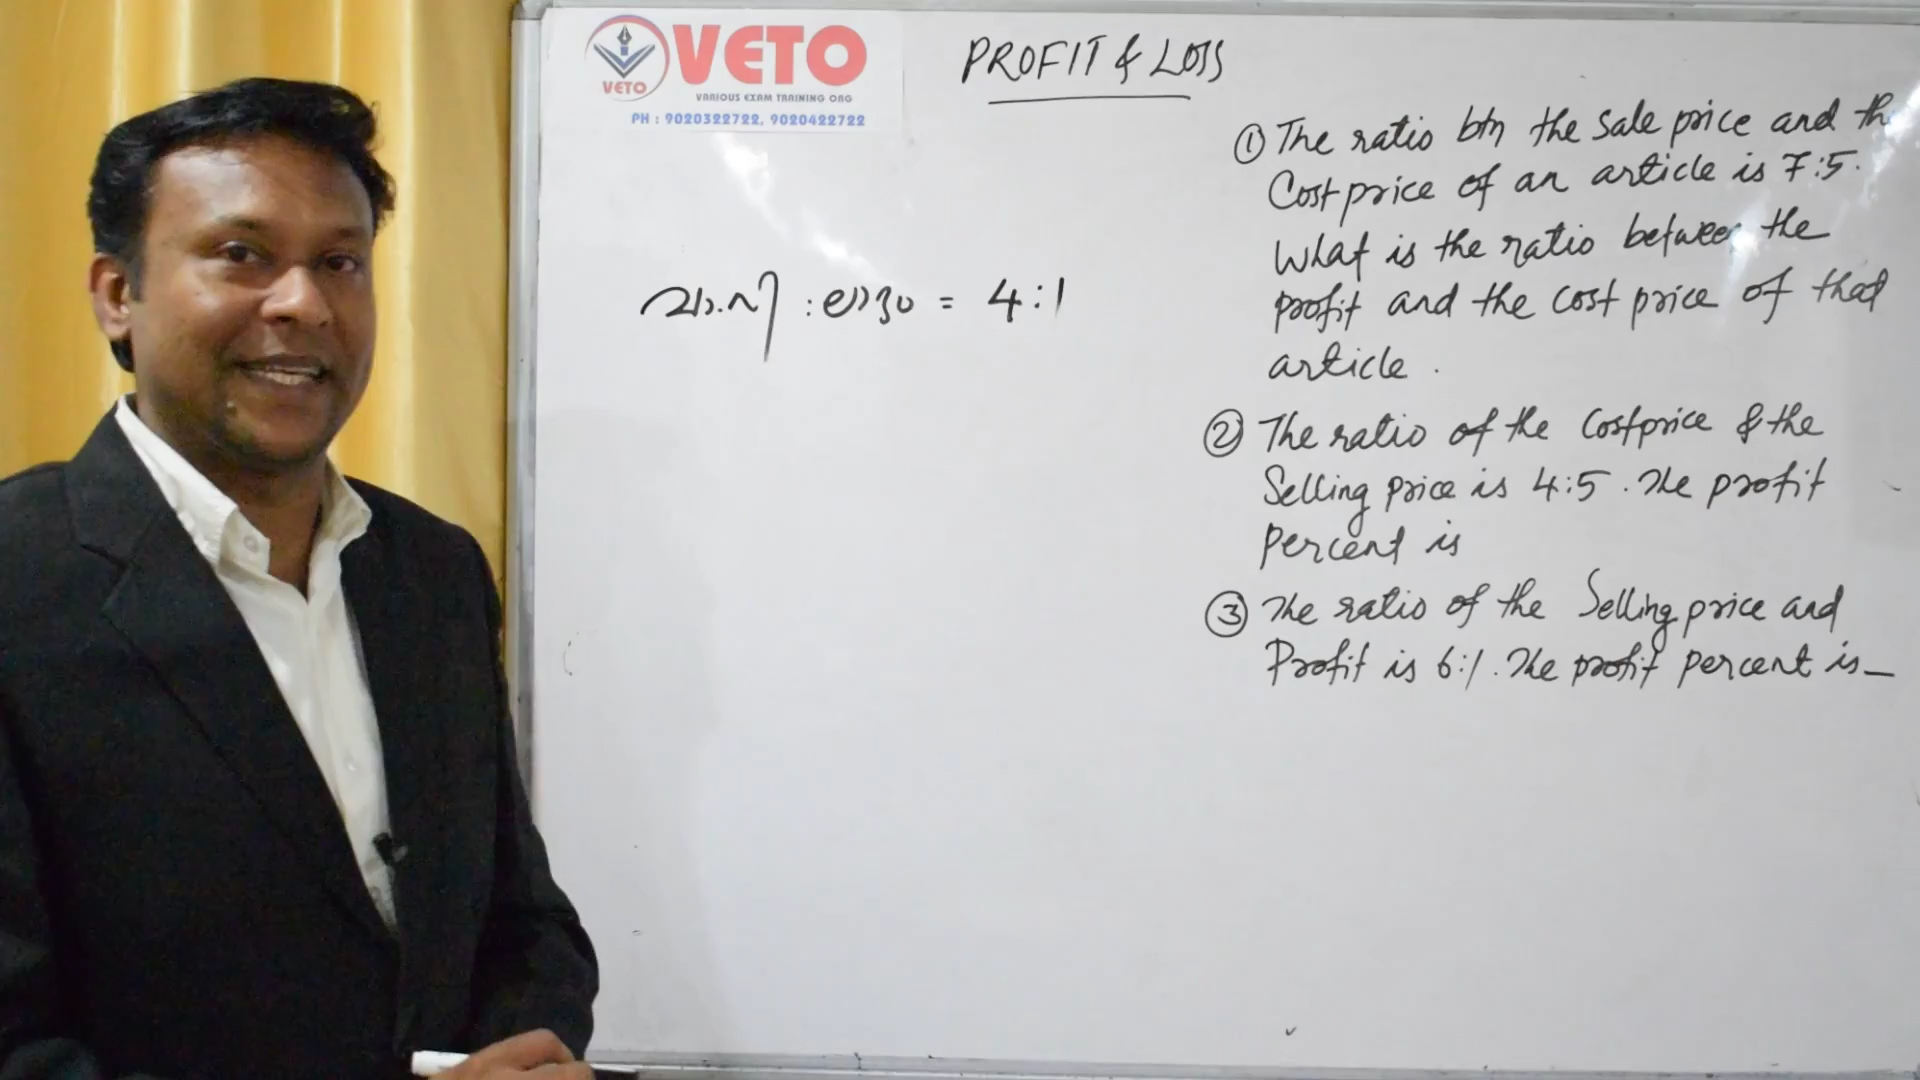 VETO
VETO
VARIOUS EXAM TRAINING ORG
PH : 9020322722, 9020422722
PROFIT & LOSS
വാ.വി : ലാഭം = 4:1
① The ratio btn the sale price and th
Cost price of an article is 7:5.
What is the ratio between the
profit and the cost price of that
article .
② The ratio of the Costprice & the
Selling price is 4:5 . The profit
Percent is
③ The ratio of the Selling price and
Profit is 6:1 . The profit percent is —